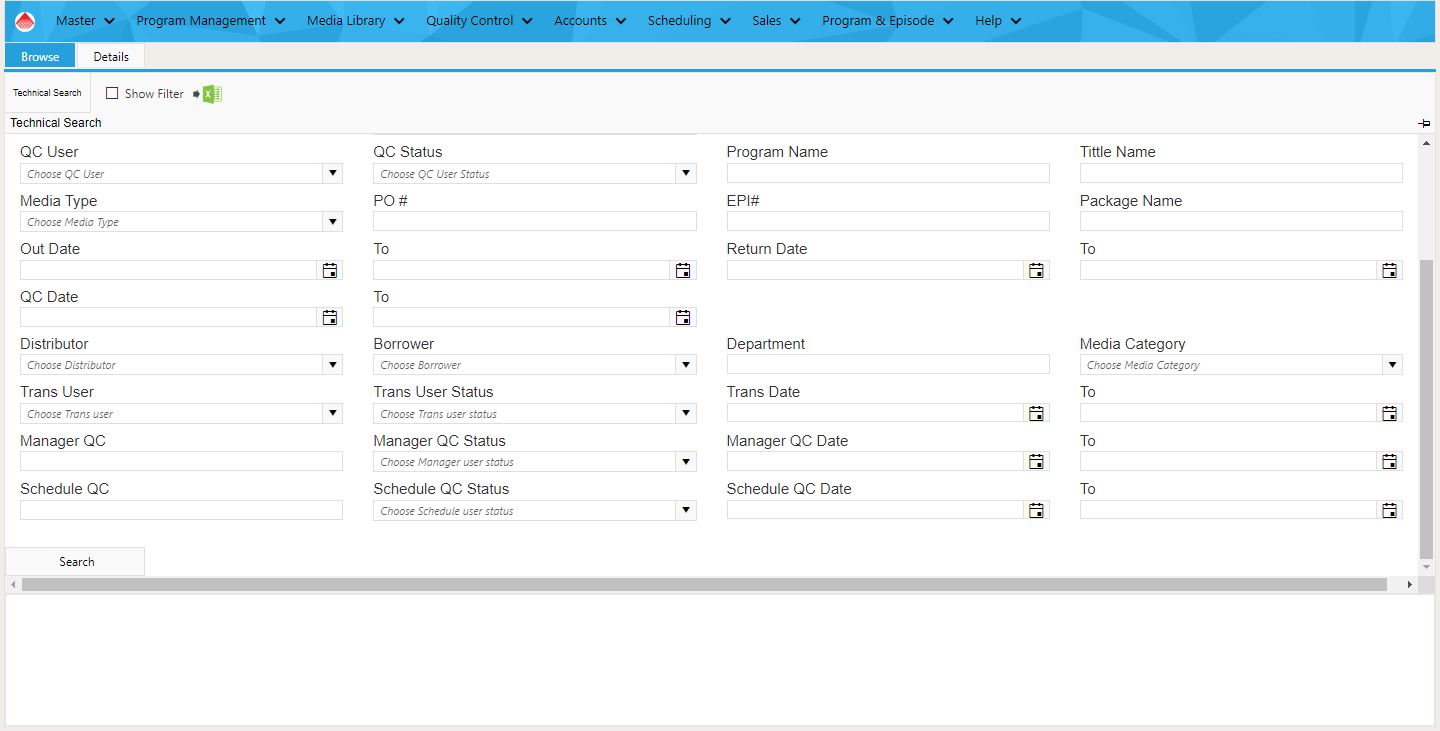 Master Program Management Media Library Quality Control Accounts Scheduling Sales Program & Episode Help
Browse Details
Technical Search Show Filter
Technical Search
QC User QC Status Program Name Tittle Name
Choose QC User Choose QC User Status
Media Type PO # EPI# Package Name
Choose Media Type
Out Date To Return Date To
QC Date To
Distributor Borrower Department Media Category
Choose Distributor Choose Borrower Choose Media Category
Trans User Trans User Status Trans Date To
Choose Trans user Choose Trans user status
Manager QC Manager QC Status Manager QC Date To
Choose Manager user status
Schedule QC Schedule QC Status Schedule QC Date To
Choose Schedule user status
Search